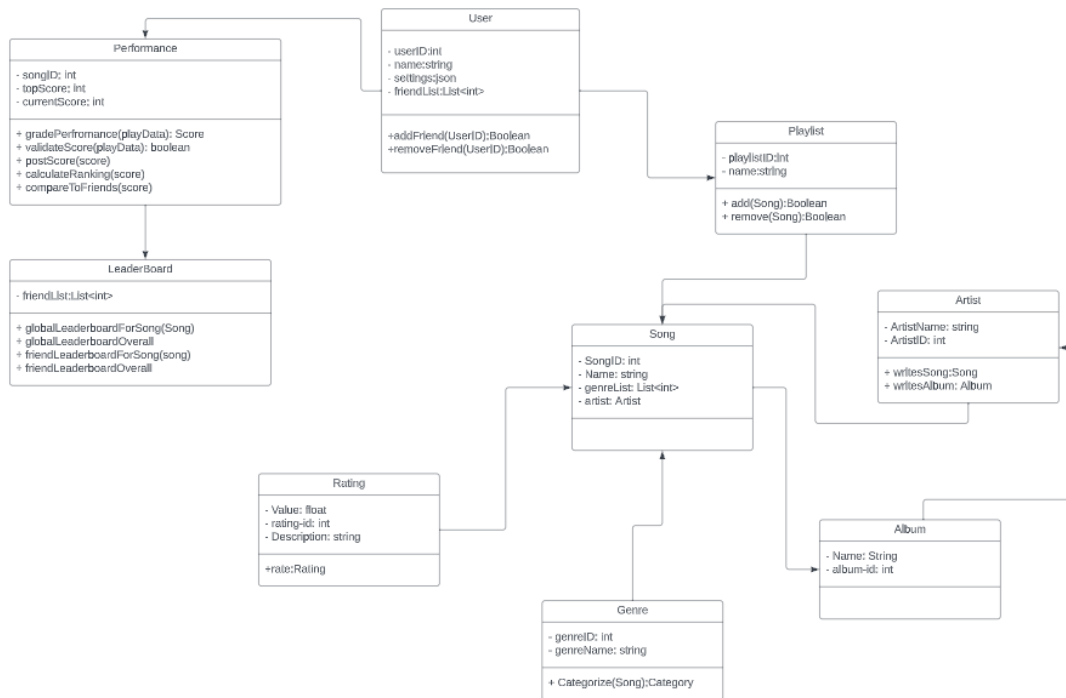 User
- userID:int
- name:string
- settings:json
- friendList:List<int>
+addFriend(UserID);Boolean
+removeFriend(UserID);Boolean
Performance
- songID; int
- topScore; int
- currentScore; int
+ gradePerfromance(playData): Score
+ validateScore(playData): boolean
+ postScore(score)
+ calculateRanking(score)
+ compareToFriends(score)
Playlist
- playlistID:int
- name:string
+ add(Song):Boolean
+ remove(Song):Boolean
LeaderBoard
- friendList:List<int>
+ globalLeaderboardForSong(Song)
+ globalLeaderboardOverall
+ friendLeaderboardForSong(song)
+ friendLeaderboardOverall
Artist
- ArtistName: string
- ArtistID: int
+ writesSong;Song
+ writesAlbum: Album
Song
- SongID: int
- Name: string
- genreList: List<int>
- artist: Artist
Rating
- Value: float
- rating-id: int
- Description: string
+rate:Rating
Album
- Name: String
- album-id: int
Genre
- genreID: int
- genreName: string
+ Categorize(Song);Category